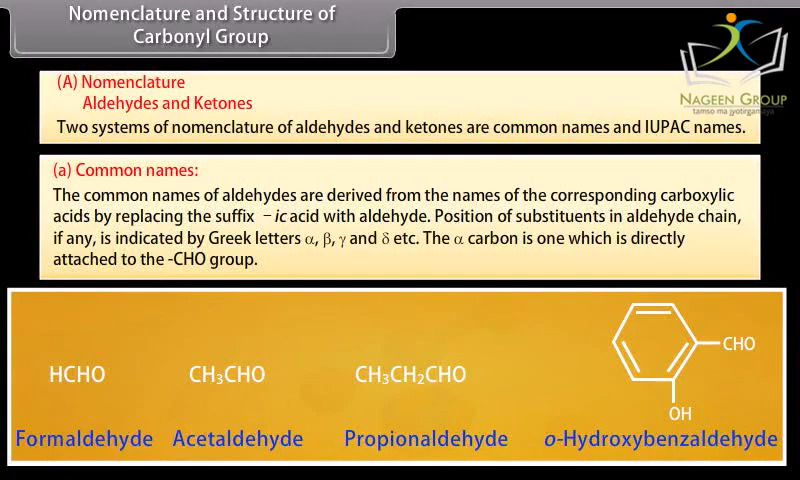 Nomenclature and Structure of
Carbonyl Group
NAGEEN GROUP
tamso ma jyotirgamaya
(A) Nomenclature
Aldehydes and Ketones
Two systems of nomenclature of aldehydes and ketones are common names and IUPAC names.
(a) Common names:
The common names of aldehydes are derived from the names of the corresponding carboxylic
acids by replacing the suffix – ic acid with aldehyde. Position of substituents in aldehyde chain,
if any, is indicated by Greek letters α, β, γ and δ etc. The α carbon is one which is directly
attached to the -CHO group.
HCHO CH₃CHO CH₃CH₂CHO CHO
OH
Formaldehyde Acetaldehyde Propionaldehyde o-Hydroxybenzaldehyde